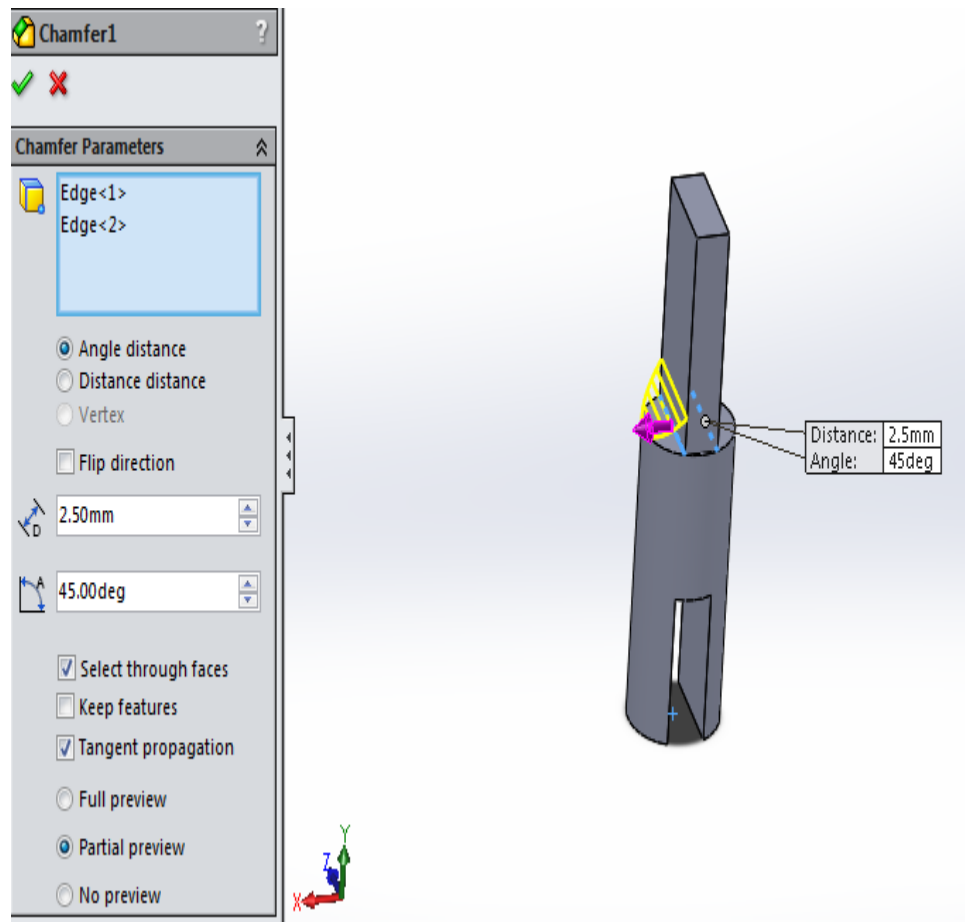 Chamfer1 ?
Chamfer Parameters
Edge<1>
Edge<2>
Angle distance
Distance distance
Vertex
Flip direction
D
2.50mm
A
45.00deg
Select through faces
Keep features
Tangent propagation
Full preview
Partial preview
No preview
Distance: 2.5mm
Angle: 45deg
Y
Z
X